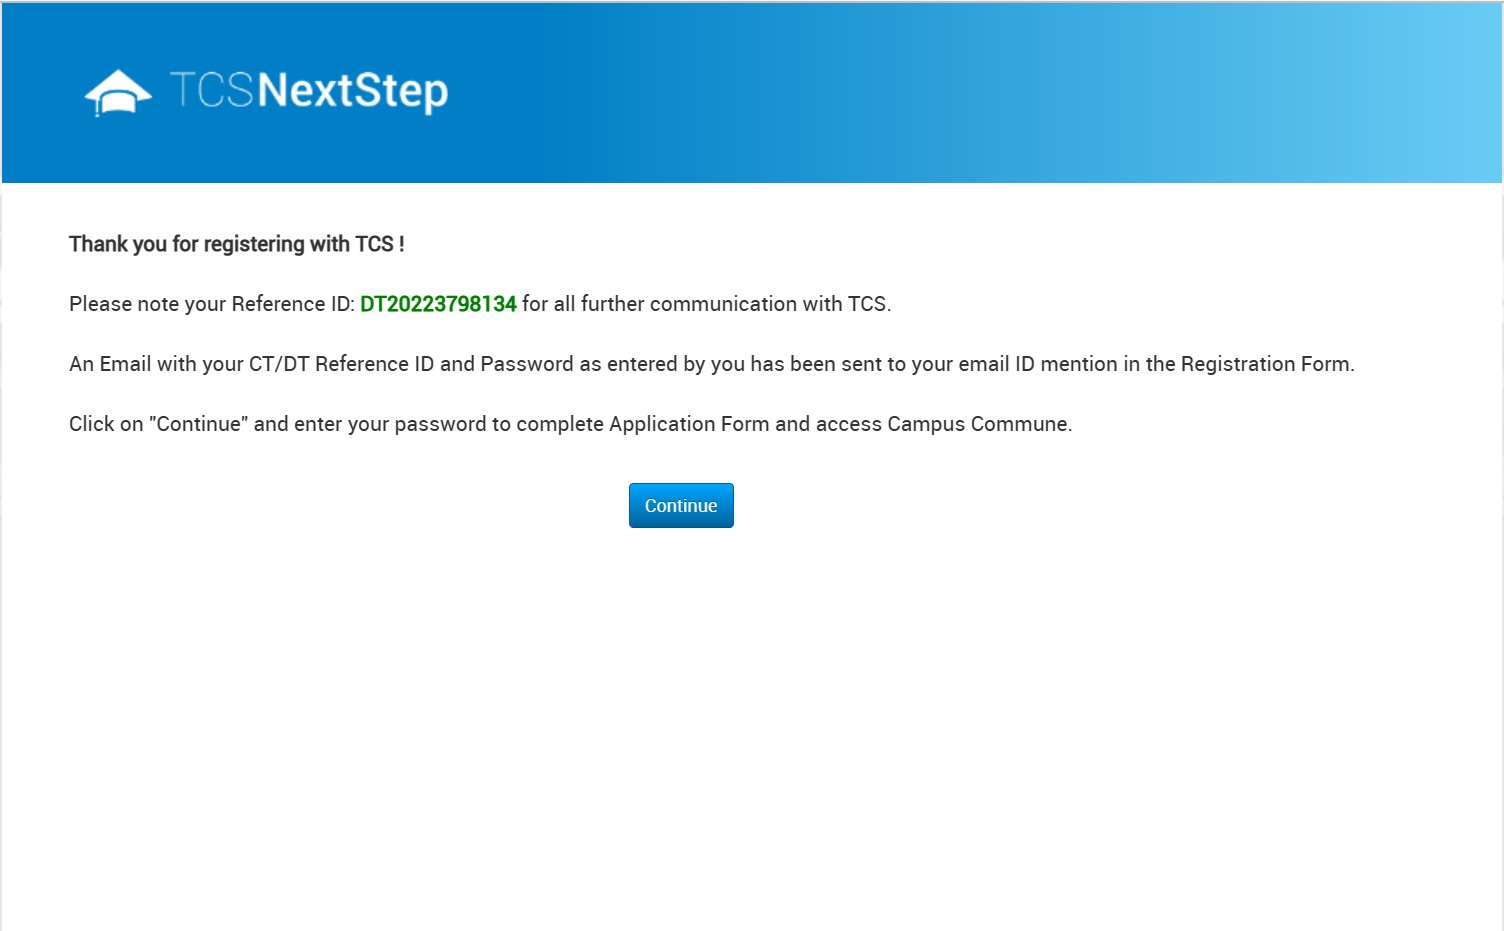 TCSNextStep
Thank you for registering with TCS !
Please note your Reference ID: DT20223798134 for all further communication with TCS.
An Email with your CT/DT Reference ID and Password as entered by you has been sent to your email ID mention in the Registration Form.
Click on "Continue" and enter your password to complete Application Form and access Campus Commune.
Continue